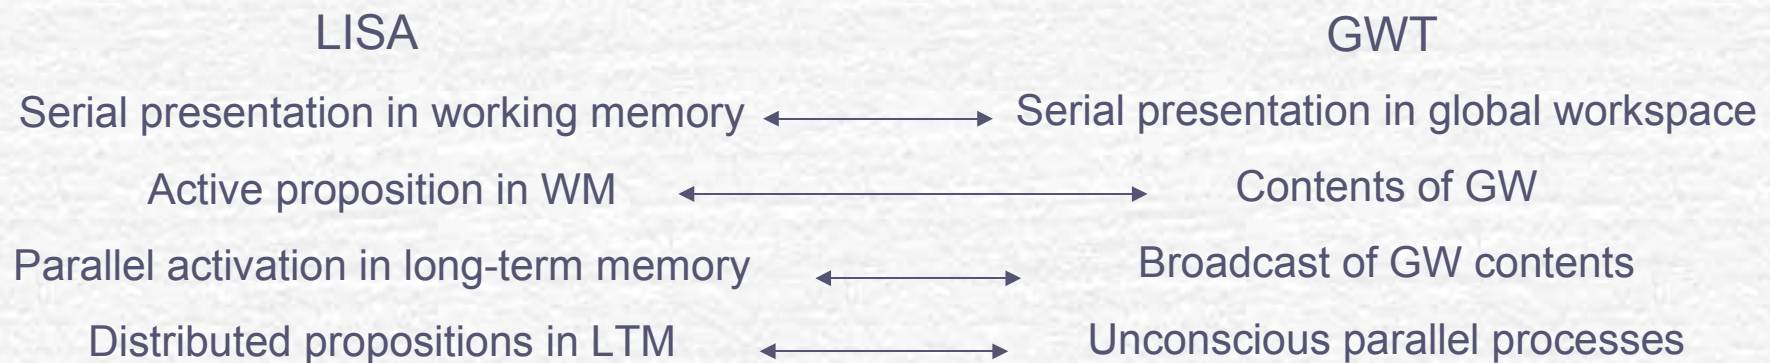 LISA GWT
Serial presentation in working memory Serial presentation in global workspace
Active proposition in WM Contents of GW
Parallel activation in long-term memory Broadcast of GW contents
Distributed propositions in LTM Unconscious parallel processes